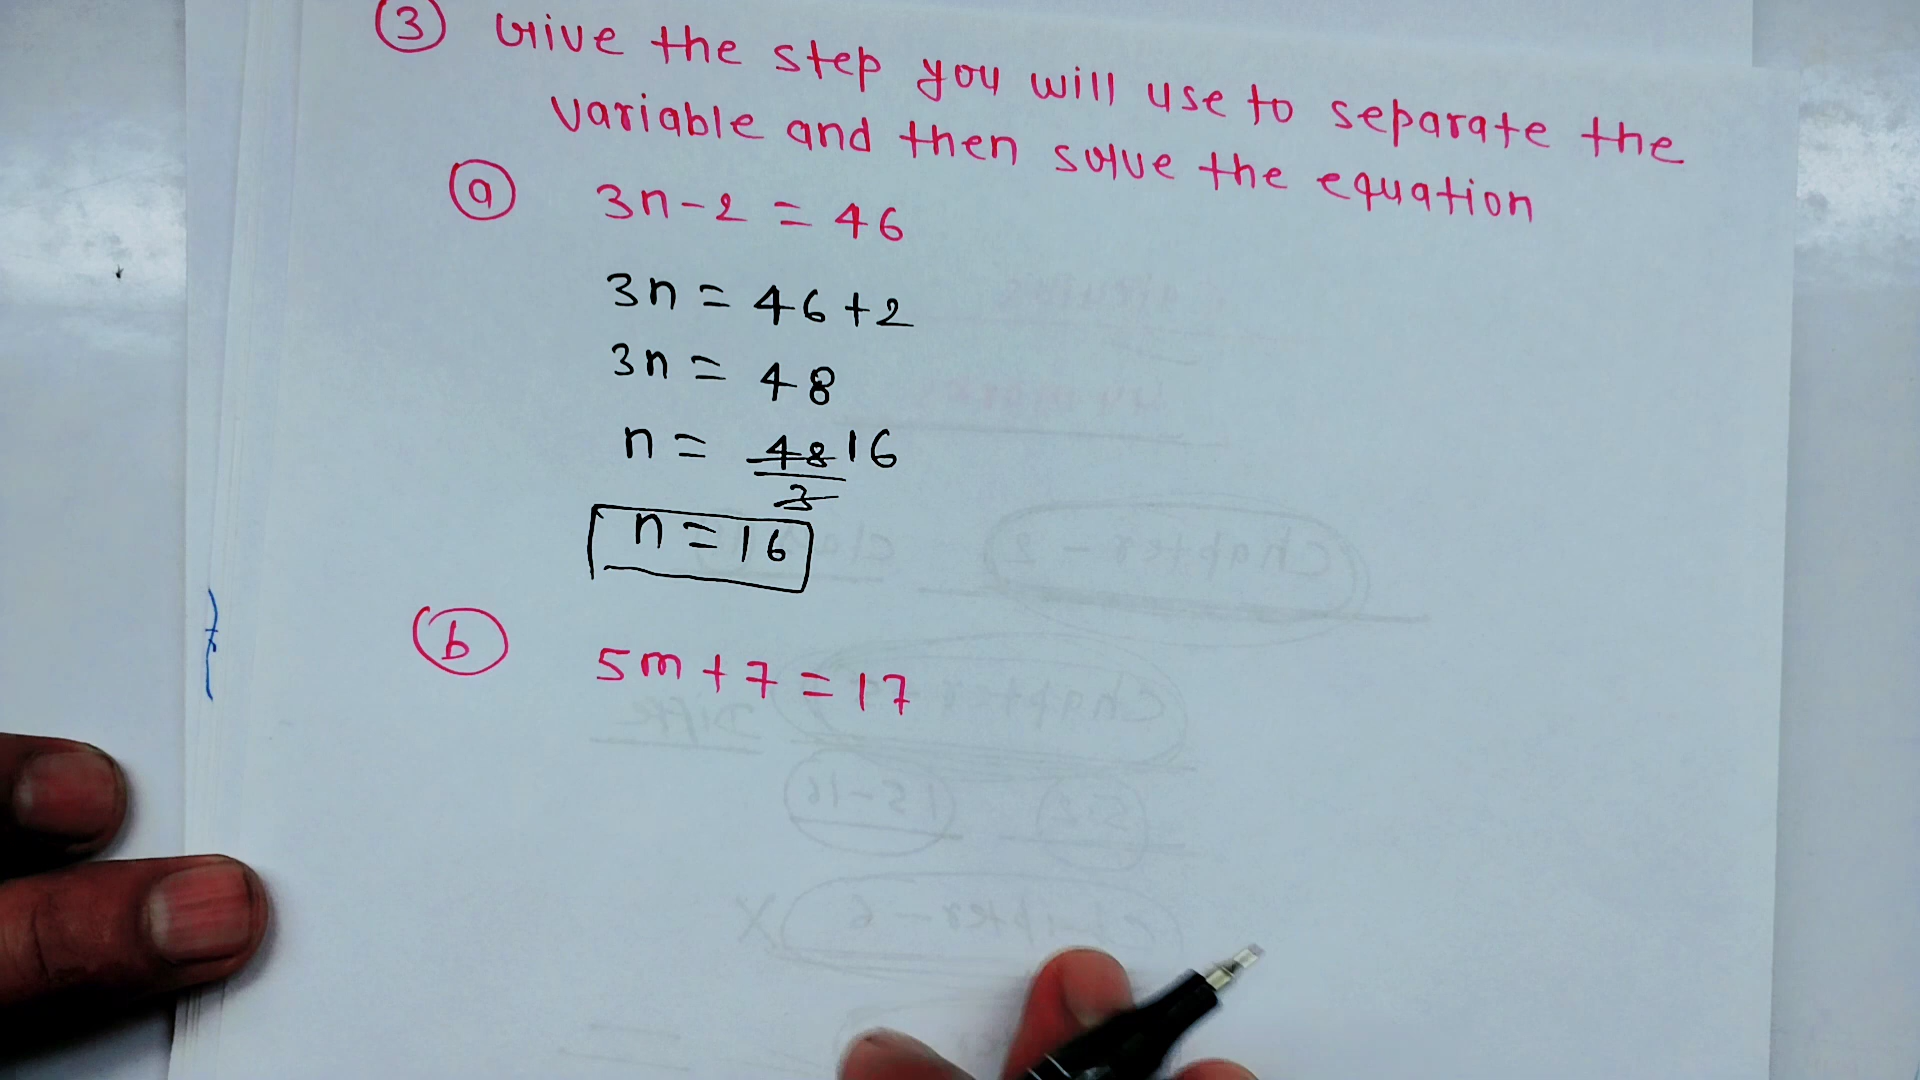 3 Give the step you will use to separate the
variable and then solve the equation
a 3n-2 = 46
3n = 46+2
3n = 48
n = 48/3 16
n = 16
b 5m+7 = 17